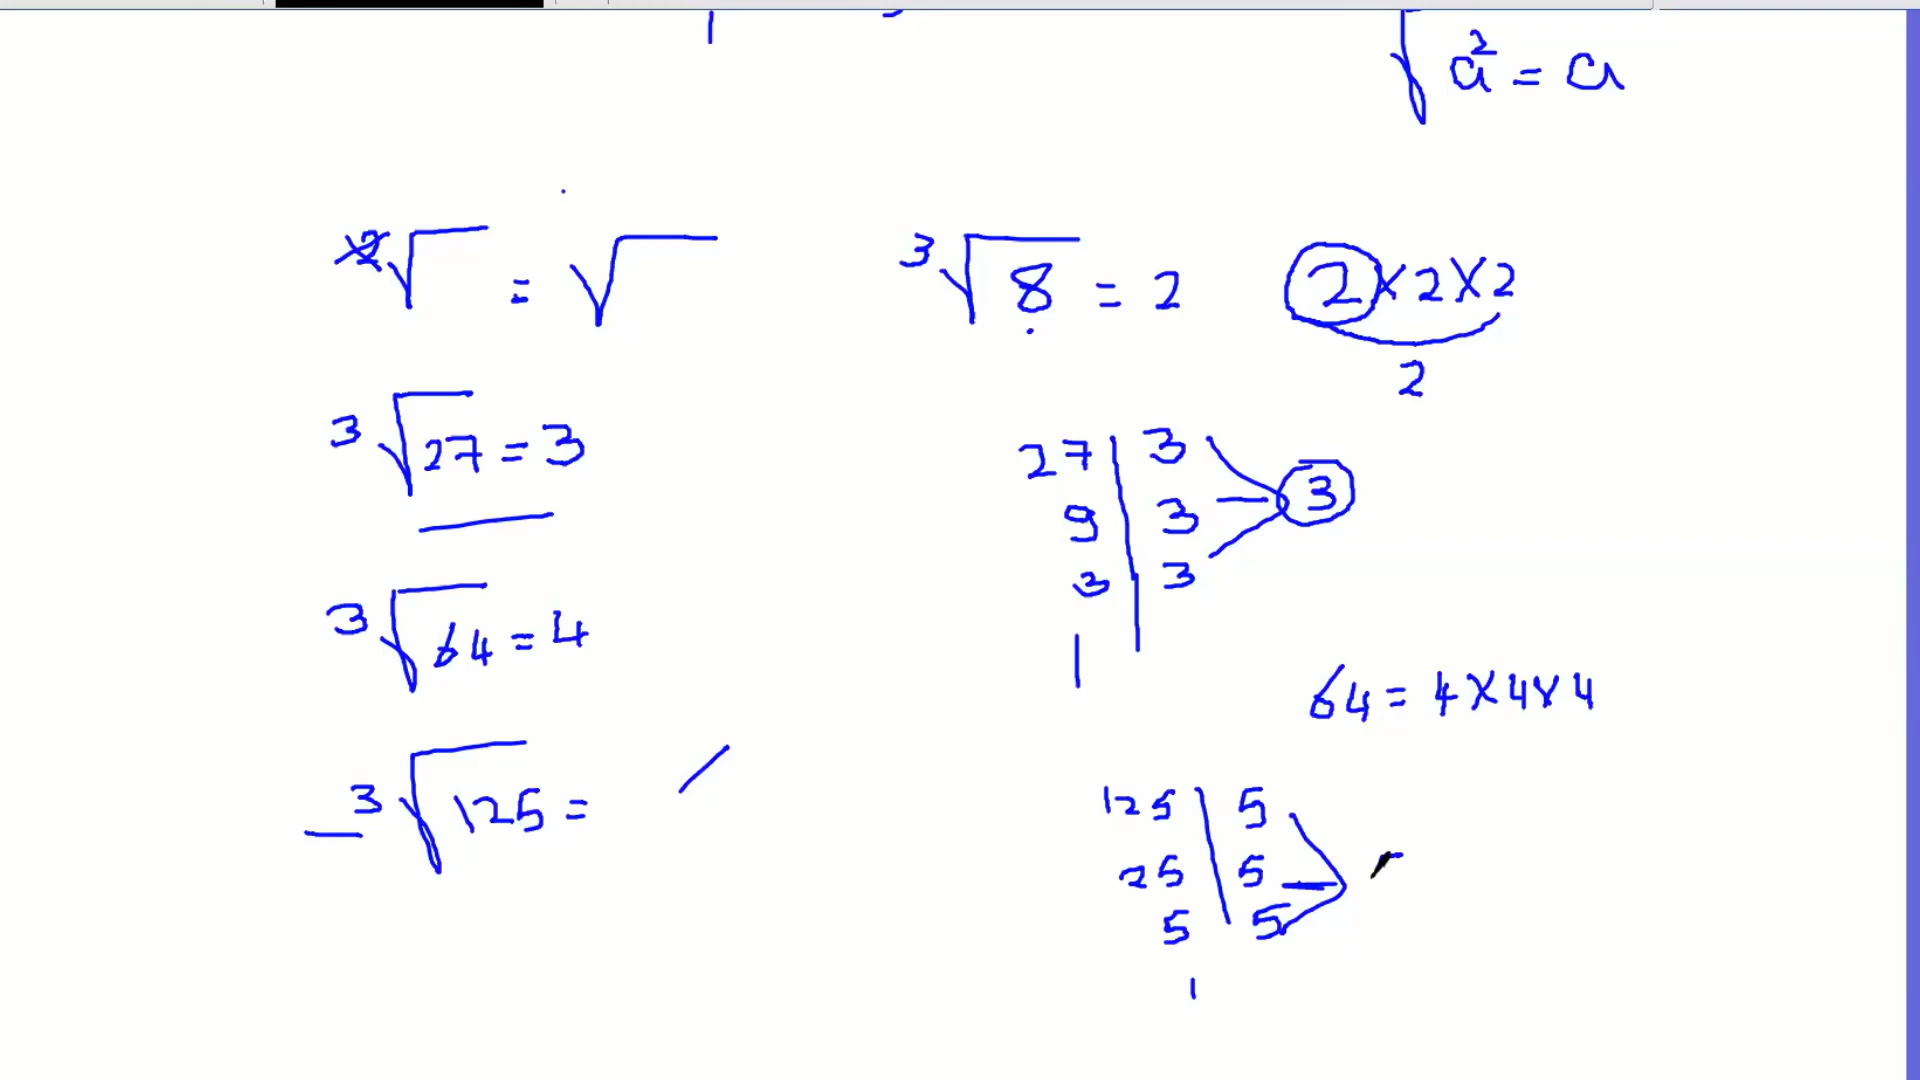 √a² = a
²√ = √
³√8 = 2
2×2×2
2
³√27 = 3
27 | 3
9 | 3
3 | 3
1
3
³√64 = 4
64 = 4×4×4
³√125 =
125 | 5
25 | 5
5 | 5
1